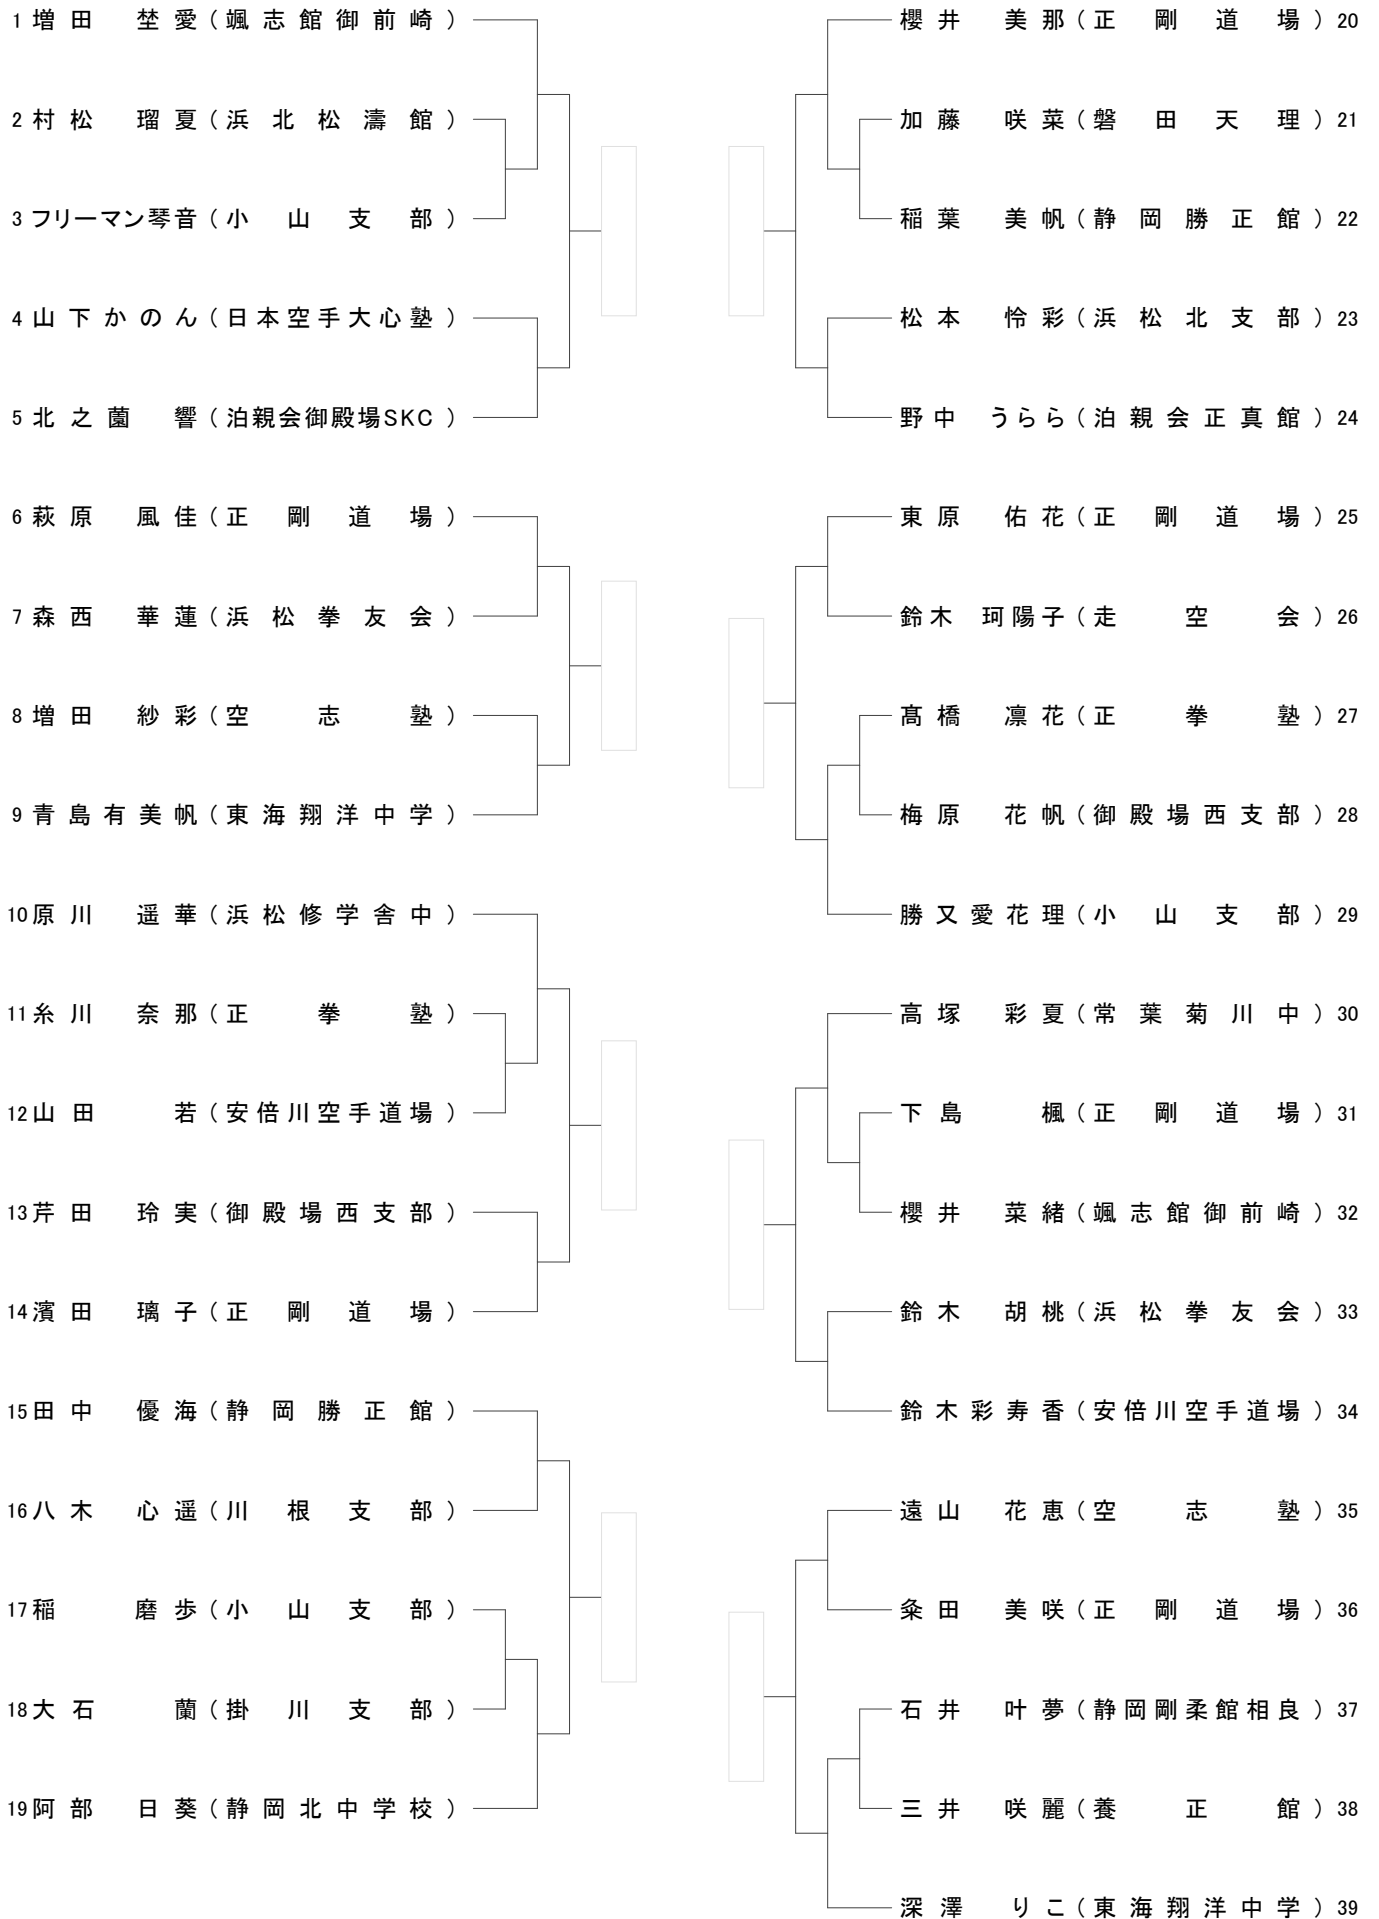 1 増田 埜愛（颯志館御前崎）
2 村松 瑠夏（浜北松濤館）
3 フリーマン琴音（小山支部）
4 山下かのん（日本空手大心塾）
5 北之薗 響（泊親会御殿場SKC）
6 萩原 風佳（正剛道場）
7 森西 華蓮（浜松拳友会）
8 増田 紗彩（空志塾）
9 青島有美帆（東海翔洋中学）
10 原川 遥華（浜松修学舎中）
11 糸川 奈那（正拳塾）
12 山田 若（安倍川空手道場）
13 芹田 玲実（御殿場西支部）
14 濱田 璃子（正剛道場）
15 田中 優海（静岡勝正館）
16 八木 心遥（川根支部）
17 稲 磨歩（小山支部）
18 大石 蘭（掛川支部）
19 阿部 日葵（静岡北中学校）
櫻井 美那（正剛道場）20
加藤 咲菜（磐田天理）21
稲葉 美帆（静岡勝正館）22
松本 怜彩（浜松北支部）23
野中 うらら（泊親会正真館）24
東原 佑花（正剛道場）25
鈴木 珂陽子（走空会）26
髙橋 凛花（正拳塾）27
梅原 花帆（御殿場西支部）28
勝又愛花理（小山支部）29
高塚 彩夏（常葉菊川中）30
下島 楓（正剛道場）31
櫻井 菜緒（颯志館御前崎）32
鈴木 胡桃（浜松拳友会）33
鈴木彩寿香（安倍川空手道場）34
遠山 花恵（空志塾）35
粂田 美咲（正剛道場）36
石井 叶夢（静岡剛柔館相良）37
三井 咲麗（養正館）38
深澤 りこ（東海翔洋中学）39